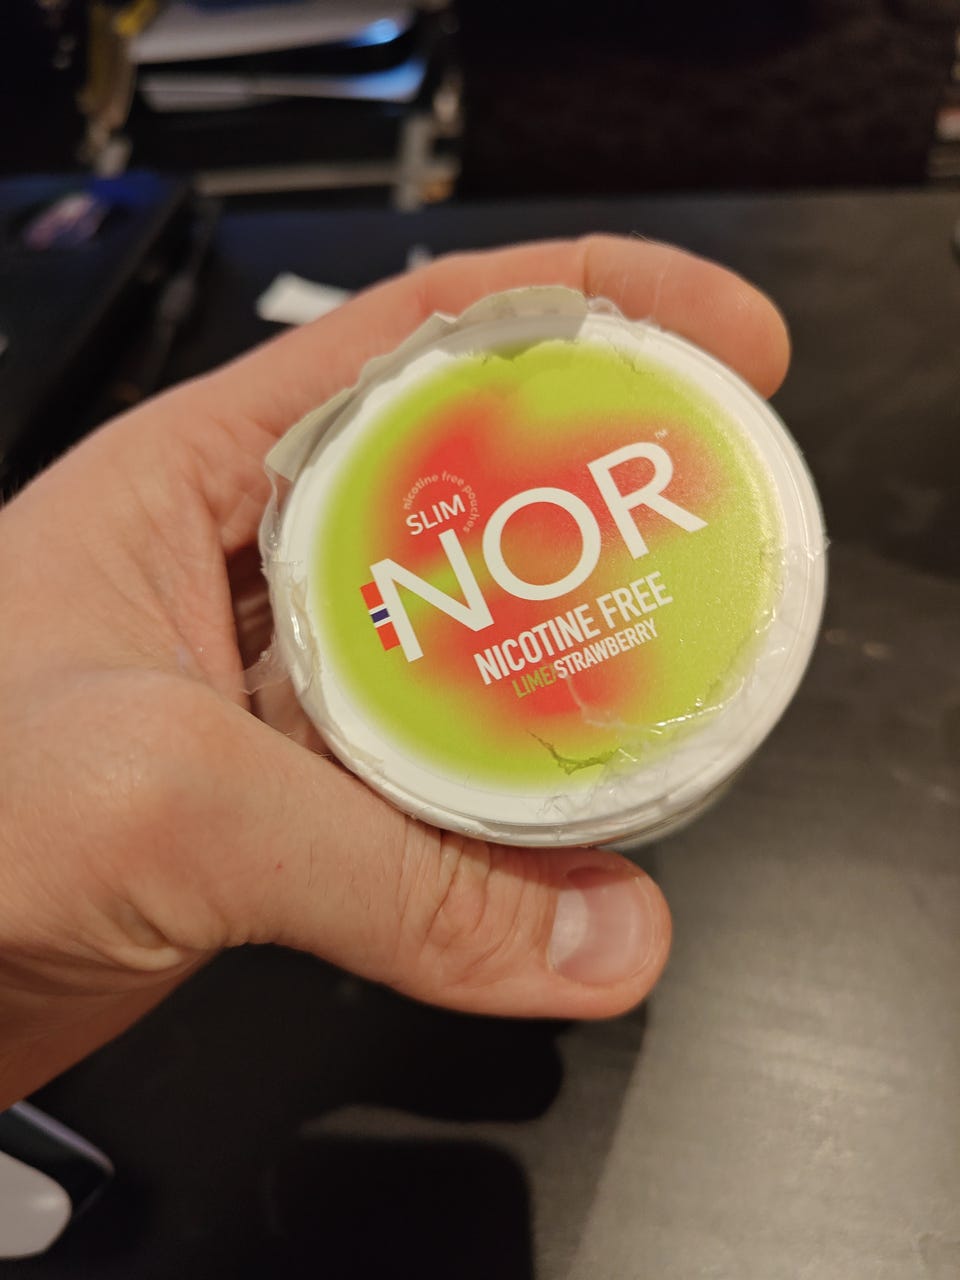 nicotine free pouches
SLIM
NOR™
NICOTINE FREE
LIME/STRAWBERRY